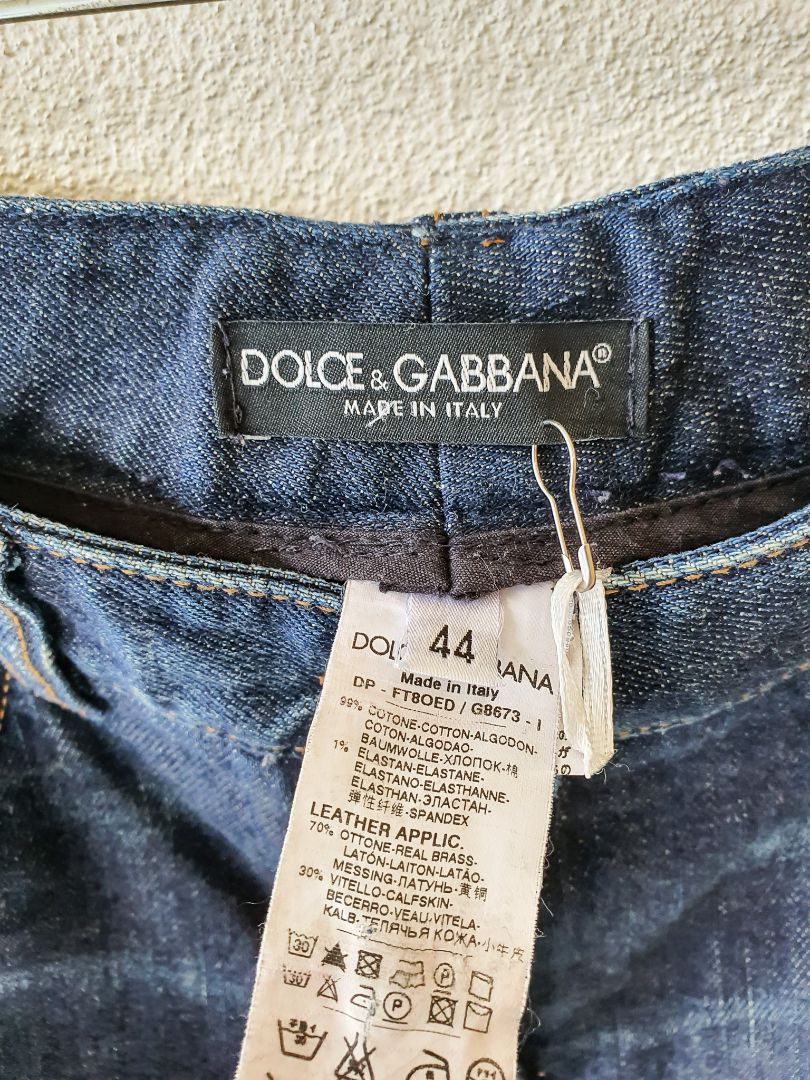 DOLCE & GABBANA®
MADE IN ITALY
44
Made in Italy
DP - FT8OED / G8673 - I
99% COTONE-COTTON-ALGODON-
COTON-ALGODAO-
BAUMWOLLE-ХЛОПОК-棉
1% ELASTAN-ELASTANE-
ELASTANO-ELASTHANNE-
ELASTHAN-ЭЛАСТАН-
弹性纤维-SPANDEX
LEATHER APPLIC.
70% OTTONE-REAL BRASS-
LATÓN-LAITON-LATÃO-
MESSING-ЛАТУНЬ-黄铜
30% VITELLO-CALFSKIN-
BECERRO-VEAU-VITELA-
KALB-ТЕЛЯЧЬЯ КОЖА-小牛皮
30 P
30 P
30